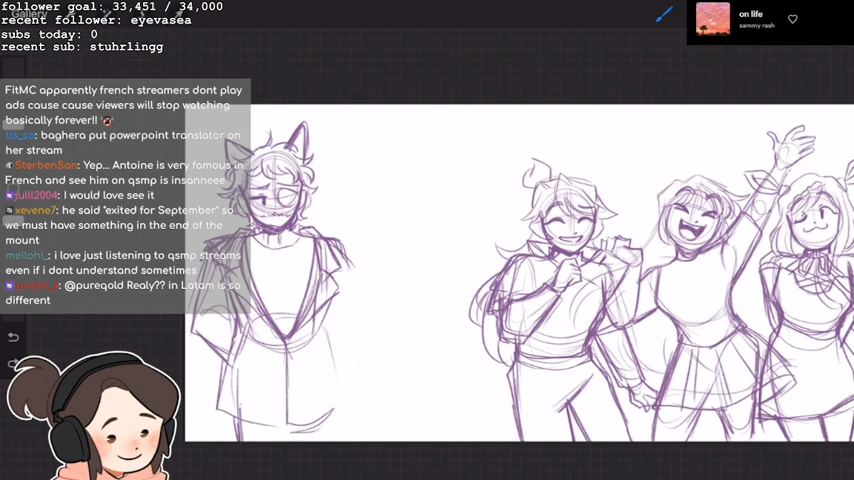 follower goal: 33,451 / 34,000
recent follower: eyevasea
subs today: 0
recent sub: stuhrlingg
on life
sammy rash
FitMC apparently french streamers dont play
ads cause cause viewers will stop watching
basically forever!!
: baghera put powerpoint translator on
her stream
SterbenSan: Yep... Antoine is very famous in
French and see him on qsmp is insanneee
julll2004: I would love see it
xevene7: he said "exited for September" so
we must have something in the end of the
mount
mellohi_: i love just listening to qsmp streams
even if i dont understand sometimes
: @pureqold Realy?? in Latam is so
different